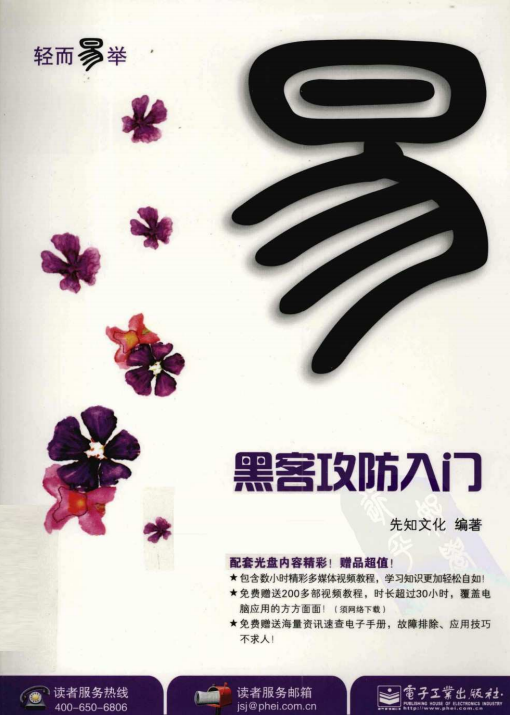 轻而易举
易
黑客攻防入门
先知文化 编著
配套光盘内容精彩！赠品超值！
★包含数小时精彩多媒体视频教程，学习知识更加轻松自如！
★免费赠送200多部视频教程，时长超过30小时，覆盖电
脑应用的方方面面！（须网络下载）
★免费赠送海量资讯速查电子手册，故障排除、应用技巧
不求人！
读者服务热线
400-650-6806
读者服务邮箱
jsj@phei.com.cn
電子工業出版社·
PUBLISHING HOUSE OF ELECTRONICS INDUSTRY
http://www.phei.com.cn